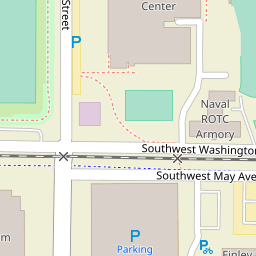 Center
Street
P
Naval
ROTC
Armory
Southwest Washington
Southwest May Ave
P
Parking
m
Finley